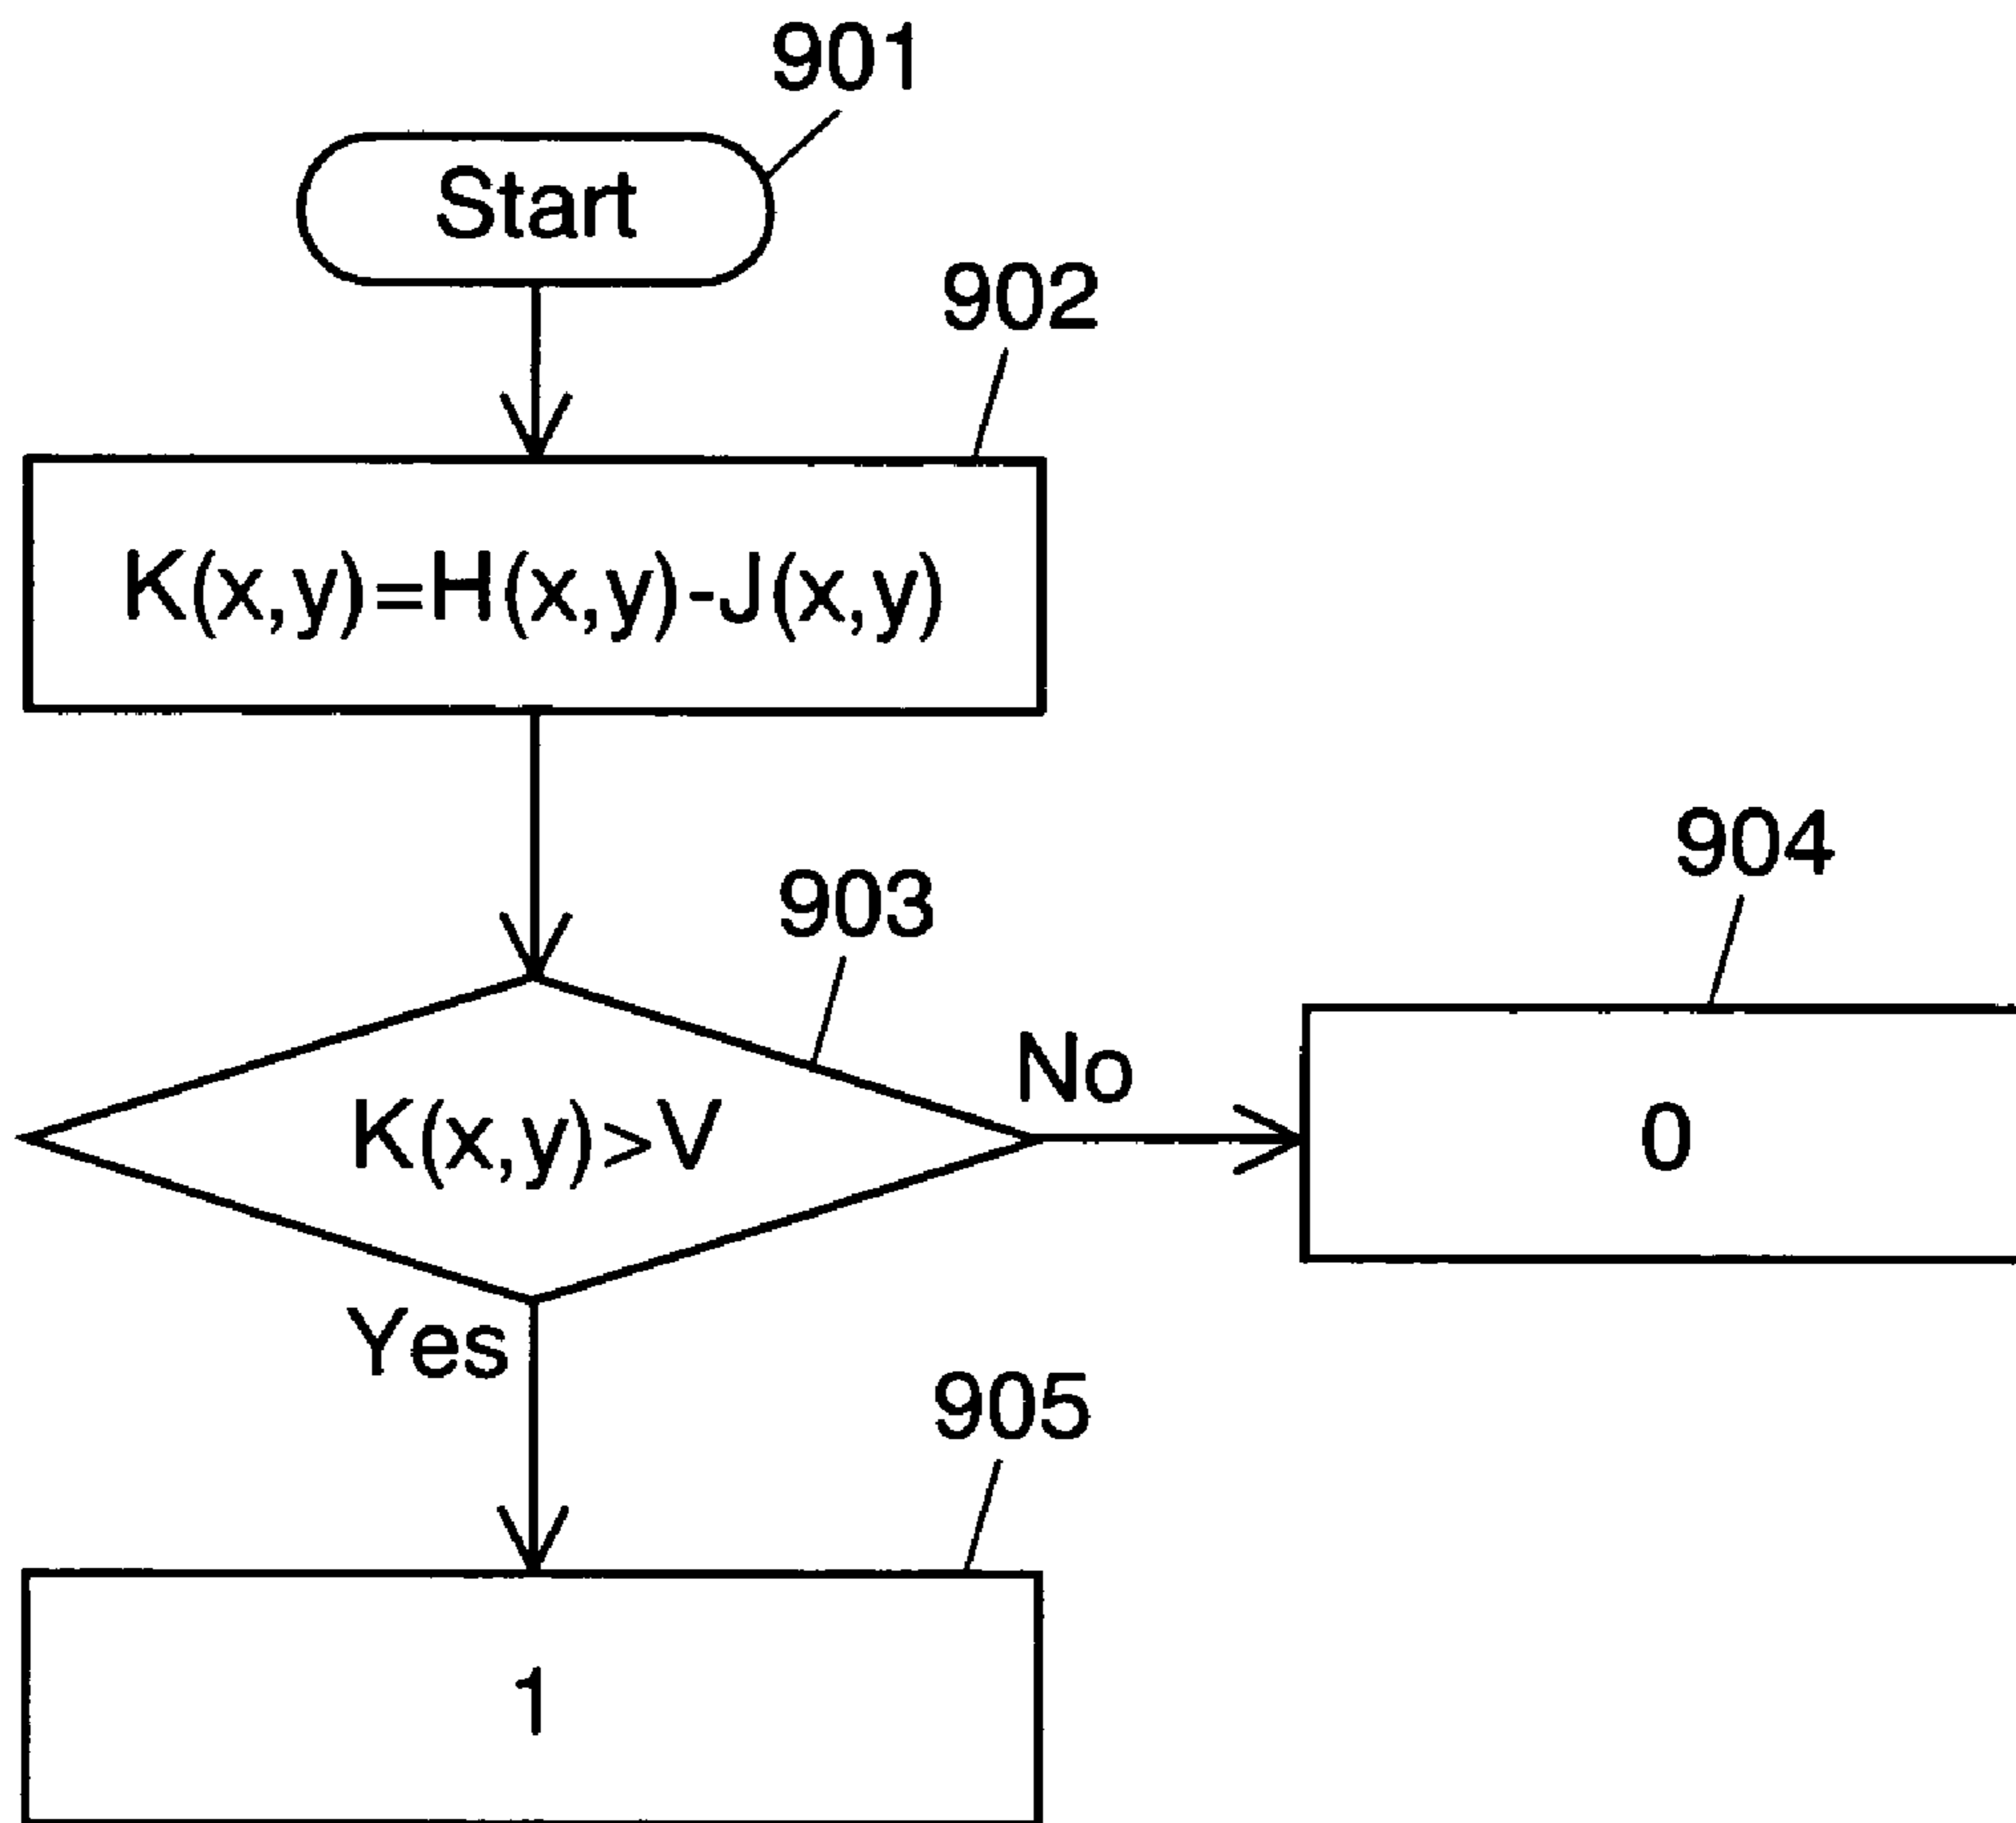 901
Start
902
K(x,y)=H(x,y)-J(x,y)
903
904
K(x,y)>V
No
0
Yes
905
1